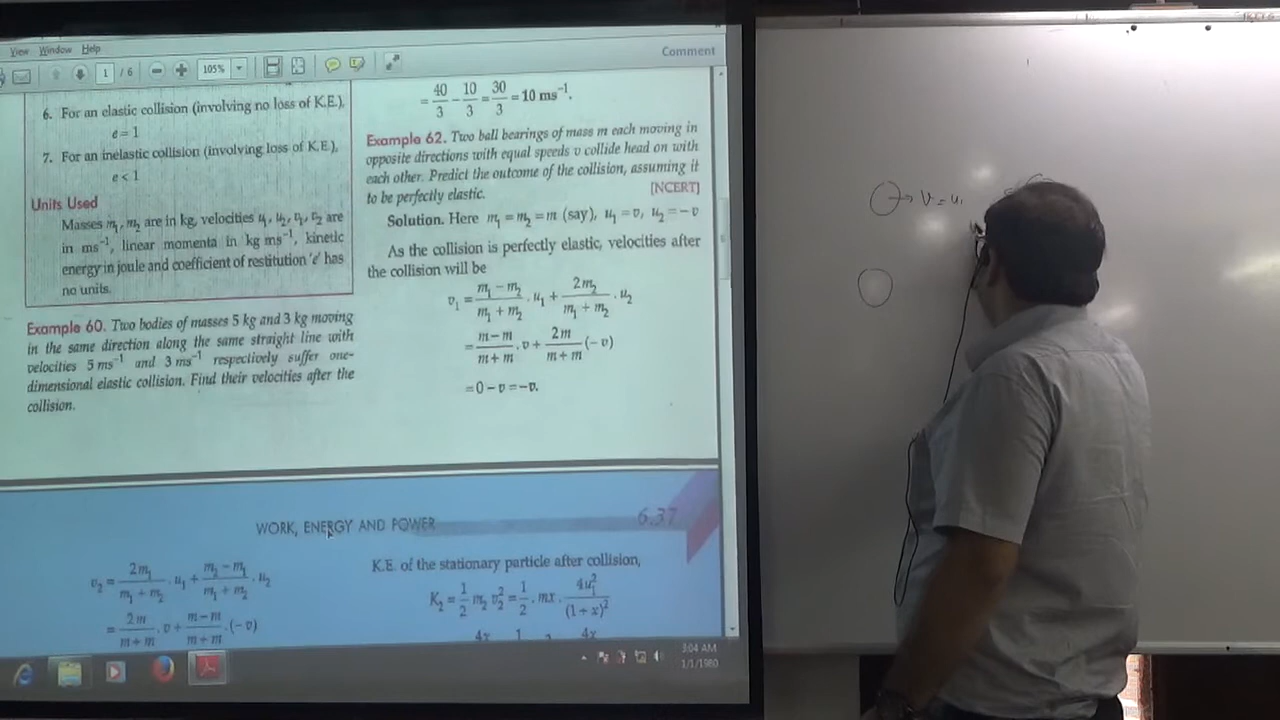 View Window Help
Comment
1 / 6
105%
6. For an elastic collision (involving no loss of K.E.),
e = 1
7. For an inelastic collision (involving loss of K.E.),
e < 1
Units Used
Masses m₁, m₂ are in kg, velocities u₁, u₂, v₁, v₂ are
in ms⁻¹, linear momenta in kg ms⁻¹, kinetic
energy in joule and coefficient of restitution 'e' has
no units.
Example 60. Two bodies of masses 5 kg and 3 kg moving
in the same direction along the same straight line with
velocities 5 ms⁻¹ and 3 ms⁻¹ respectively suffer one-
dimensional elastic collision. Find their velocities after the
collision.
= 40/3 − 10/3 = 30/3 = 10 ms⁻¹.
Example 62. Two ball bearings of mass m each moving in
opposite directions with equal speeds v collide head on with
each other. Predict the outcome of the collision, assuming it
to be perfectly elastic. [NCERT]
Solution. Here m₁ = m₂ = m (say), u₁ = v, u₂ = −v
As the collision is perfectly elastic, velocities after
the collision will be
v₁ = (m₁ − m₂)/(m₁ + m₂) . u₁ + 2m₂/(m₁ + m₂) . u₂
= (m − m)/(m + m) . v + 2m/(m + m) (−v)
= 0 − v = −v.
WORK, ENERGY AND POWER 6.37
v₂ = 2m₁/(m₁ + m₂) . u₁ + (m₂ − m₁)/(m₁ + m₂) . u₂
= 2m/(m + m) . v + (m − m)/(m + m) . (−v)
K.E. of the stationary particle after collision,
K₂ = 1/2 m₂ v₂² = 1/2 . mx . 4u₁²/(1 + x)²
3:04 AM
1/1/1980
v = u₁